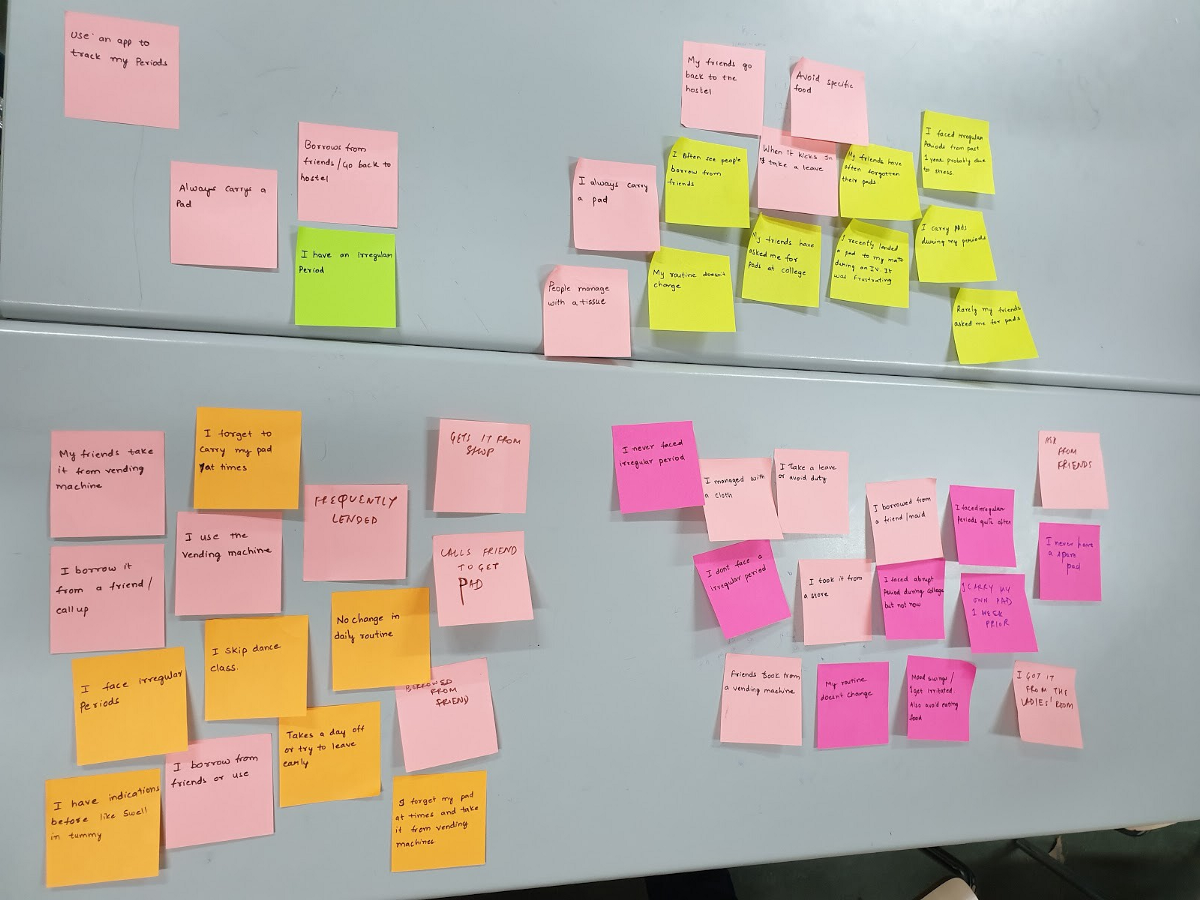 Use an app to
track my Periods
Always carrys a
Pad
Borrows from
friends/Go back to
hostel
I have an irregular
Period
My friends go
back to the
hostel
Avoid specific
food
I always carry
a pad
I often see people
borrow from
friends
When it kicks in
I take a leave
My friends have
often forgotten
their pads
I faced irregular
Periods from past
1 year probably due
to stress
People manage
with a tissue
My routine doesn't
change
My friends have
asked me for
pads at college
I recently lended
a pad to my mate
during an IV. It
was frustrating
I carry pads
during my periods
Rarely my friends
asked me for pads
My friends take
it from vending
machine
I forget to
carry my pad
at times
FREQUENTLY
LENDED
GETS IT FROM
SHOP
I borrow it
from a friend/
call up
I use the
vending machine
CALLS FRIEND
TO GET
PAD
I face irregular
Periods
I skip dance
class.
No change in
daily routine
BORROWED
FROM
FRIEND
I have indications
before like Swell
in tummy
I borrow from
friends or use
Takes a day off
or try to leave
early
I forget my pad
at times and take
it from vending
machines
I never faced
irregular period
I managed with
a cloth
I Take a leave
or avoid duty
I borrowed from
a friend/maid
I faced irregular
periods quite often
FROM
FRIENDS
I don't face a
irregular period
I took it from
a store
I faced abrupt
Period during college
but not now
I CARRY MY
OWN PAD
1 WEEK
PRIOR
I never have
a spare
pad
Friends took from
a vending machine
My routine
doesn't change
Mood swings/
I get irritated.
Also avoid eating
food
I GOT IT
FROM THE
LADIES' ROOM